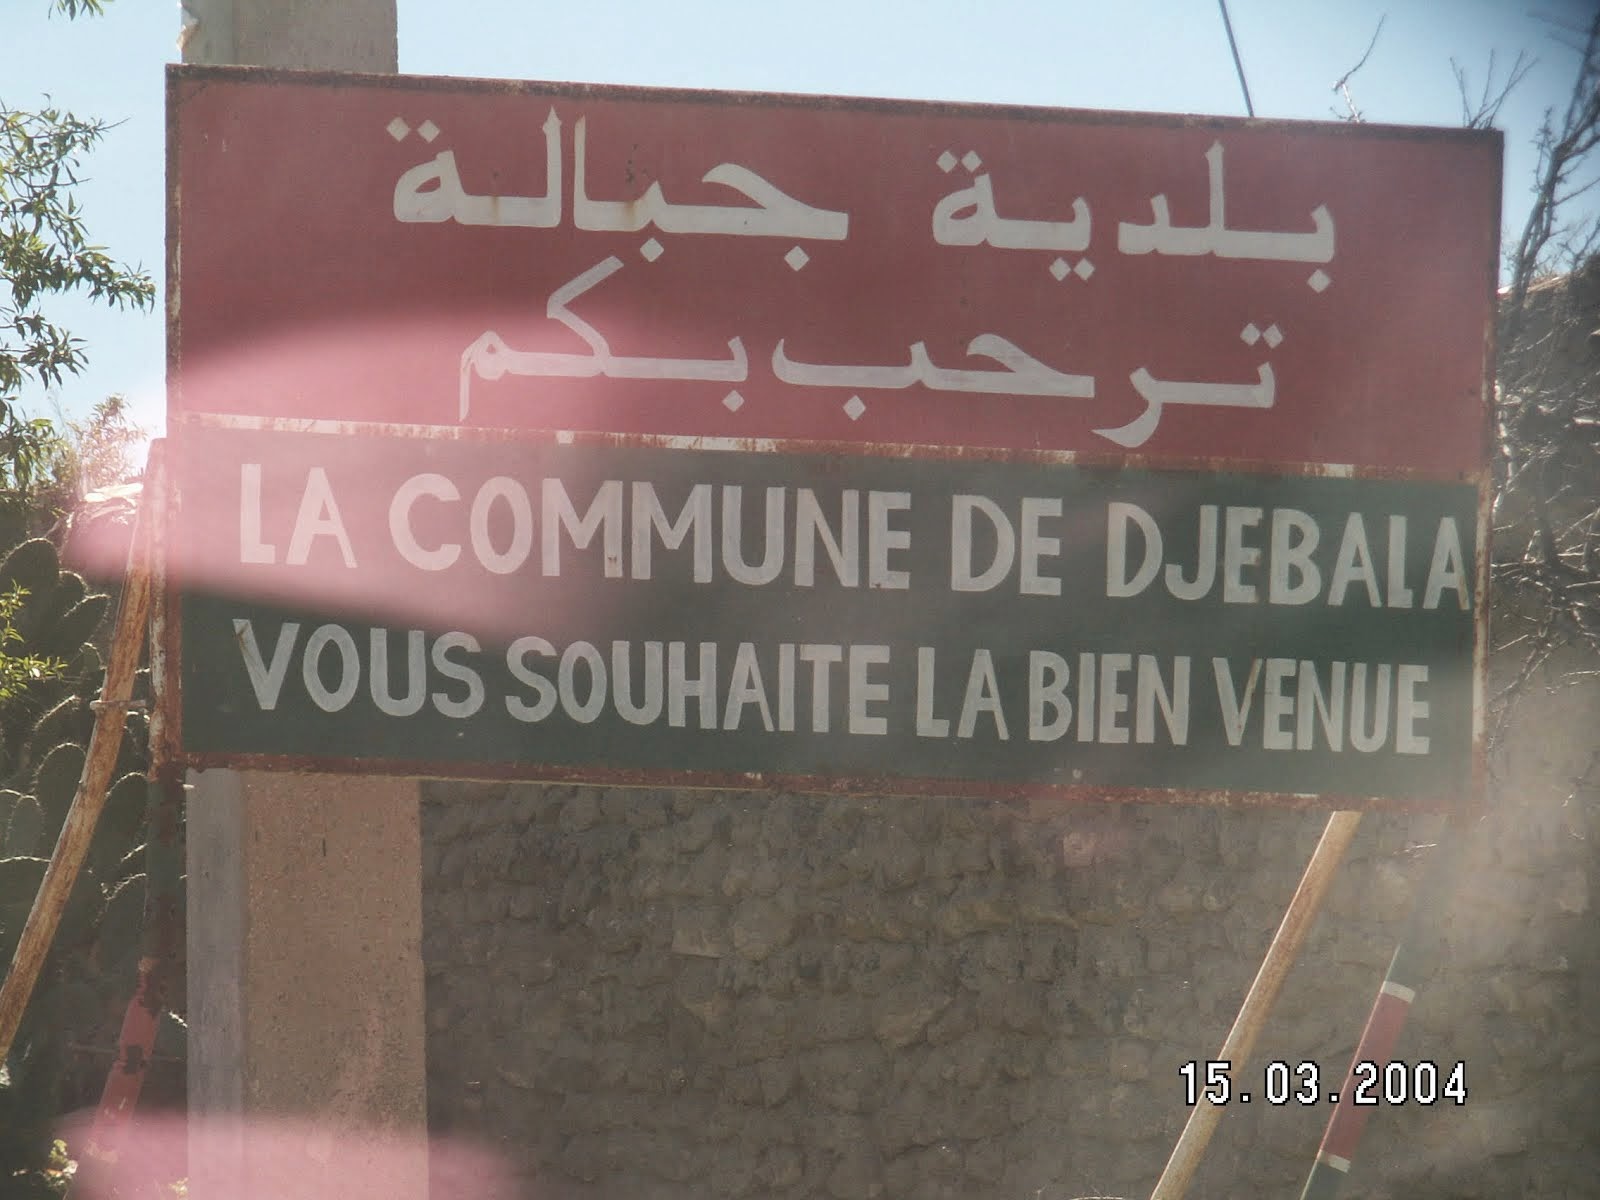 بلدية جبالة
ترحب بكم
LA COMMUNE DE DJEBALA
VOUS SOUHAITE LA BIEN VENUE
15.03.2004